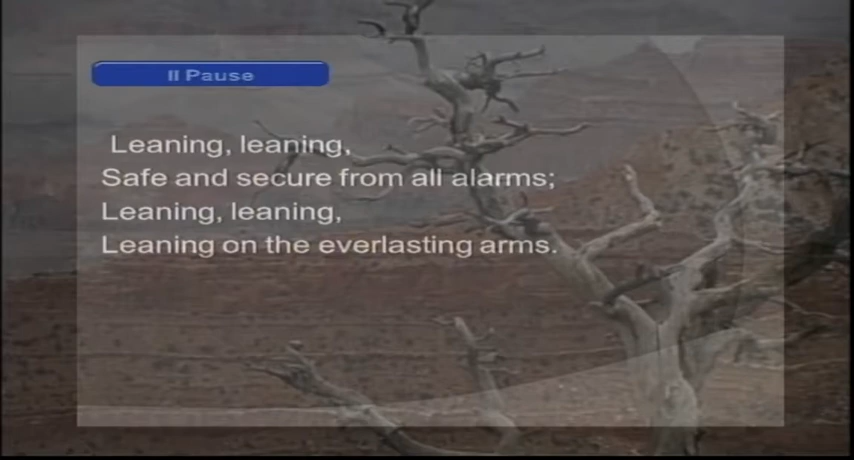 II Pause
Leaning, leaning,
Safe and secure from all alarms;
Leaning, leaning,
Leaning on the everlasting arms.